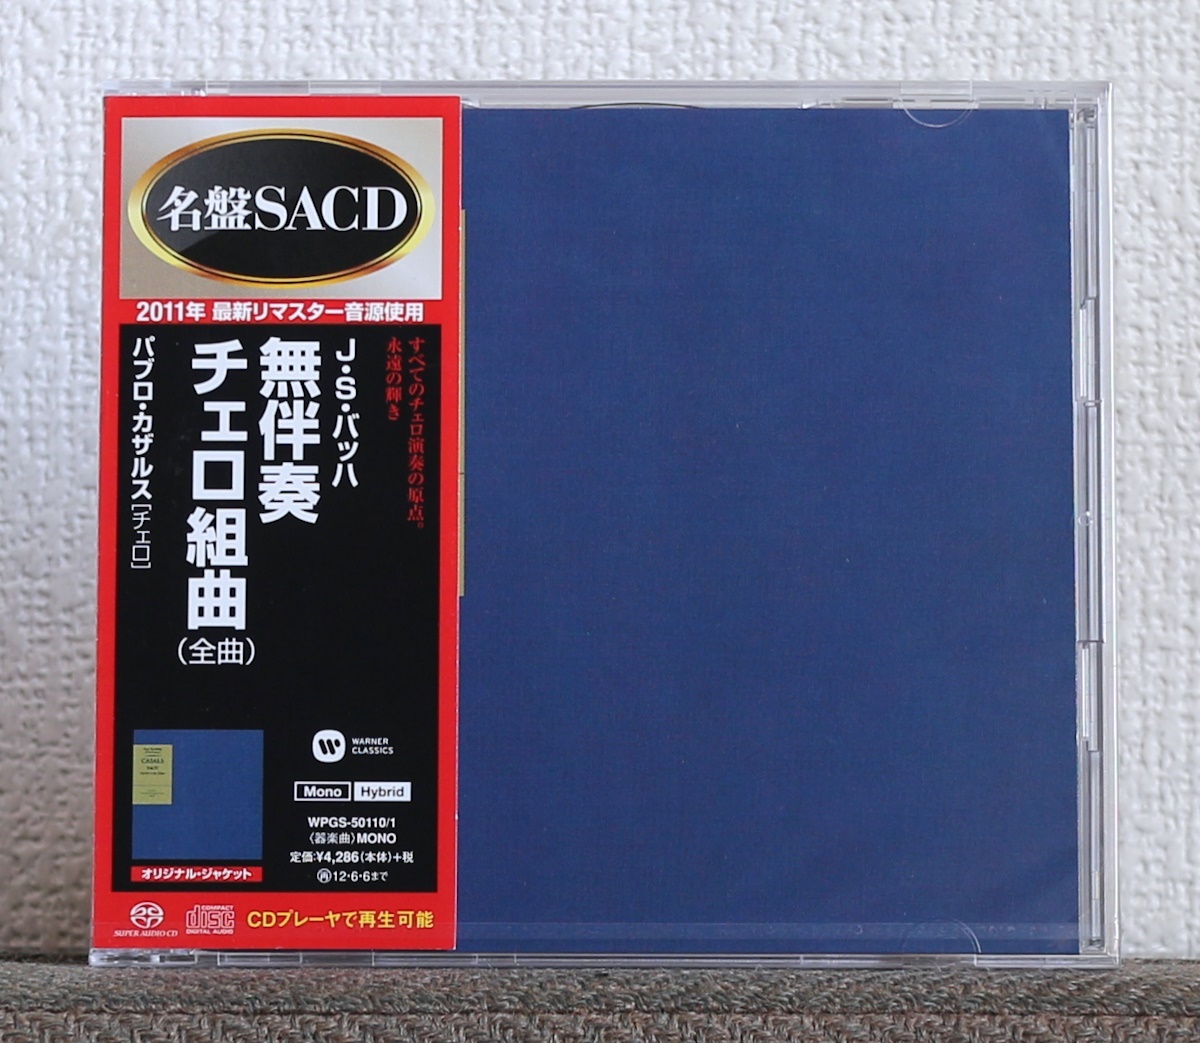 名盤SACD
2011年 最新リマスター音源使用
すべてのチェロ演奏の原点。
永遠の輝き
J・S・バッハ
無伴奏
チェロ組曲
(全曲)
パブロ・カザルス[チェロ]
CASALS
BACH
オリジナル・ジャケット
WARNER
CLASSICS
Mono Hybrid
WPGS-50110/1
〈器楽曲〉MONO
定価:¥4,286(本体)+税
再12・6・6まで
SUPER AUDIO CD
COMPACT
disc
DIGITAL AUDIO
CDプレーヤで再生可能